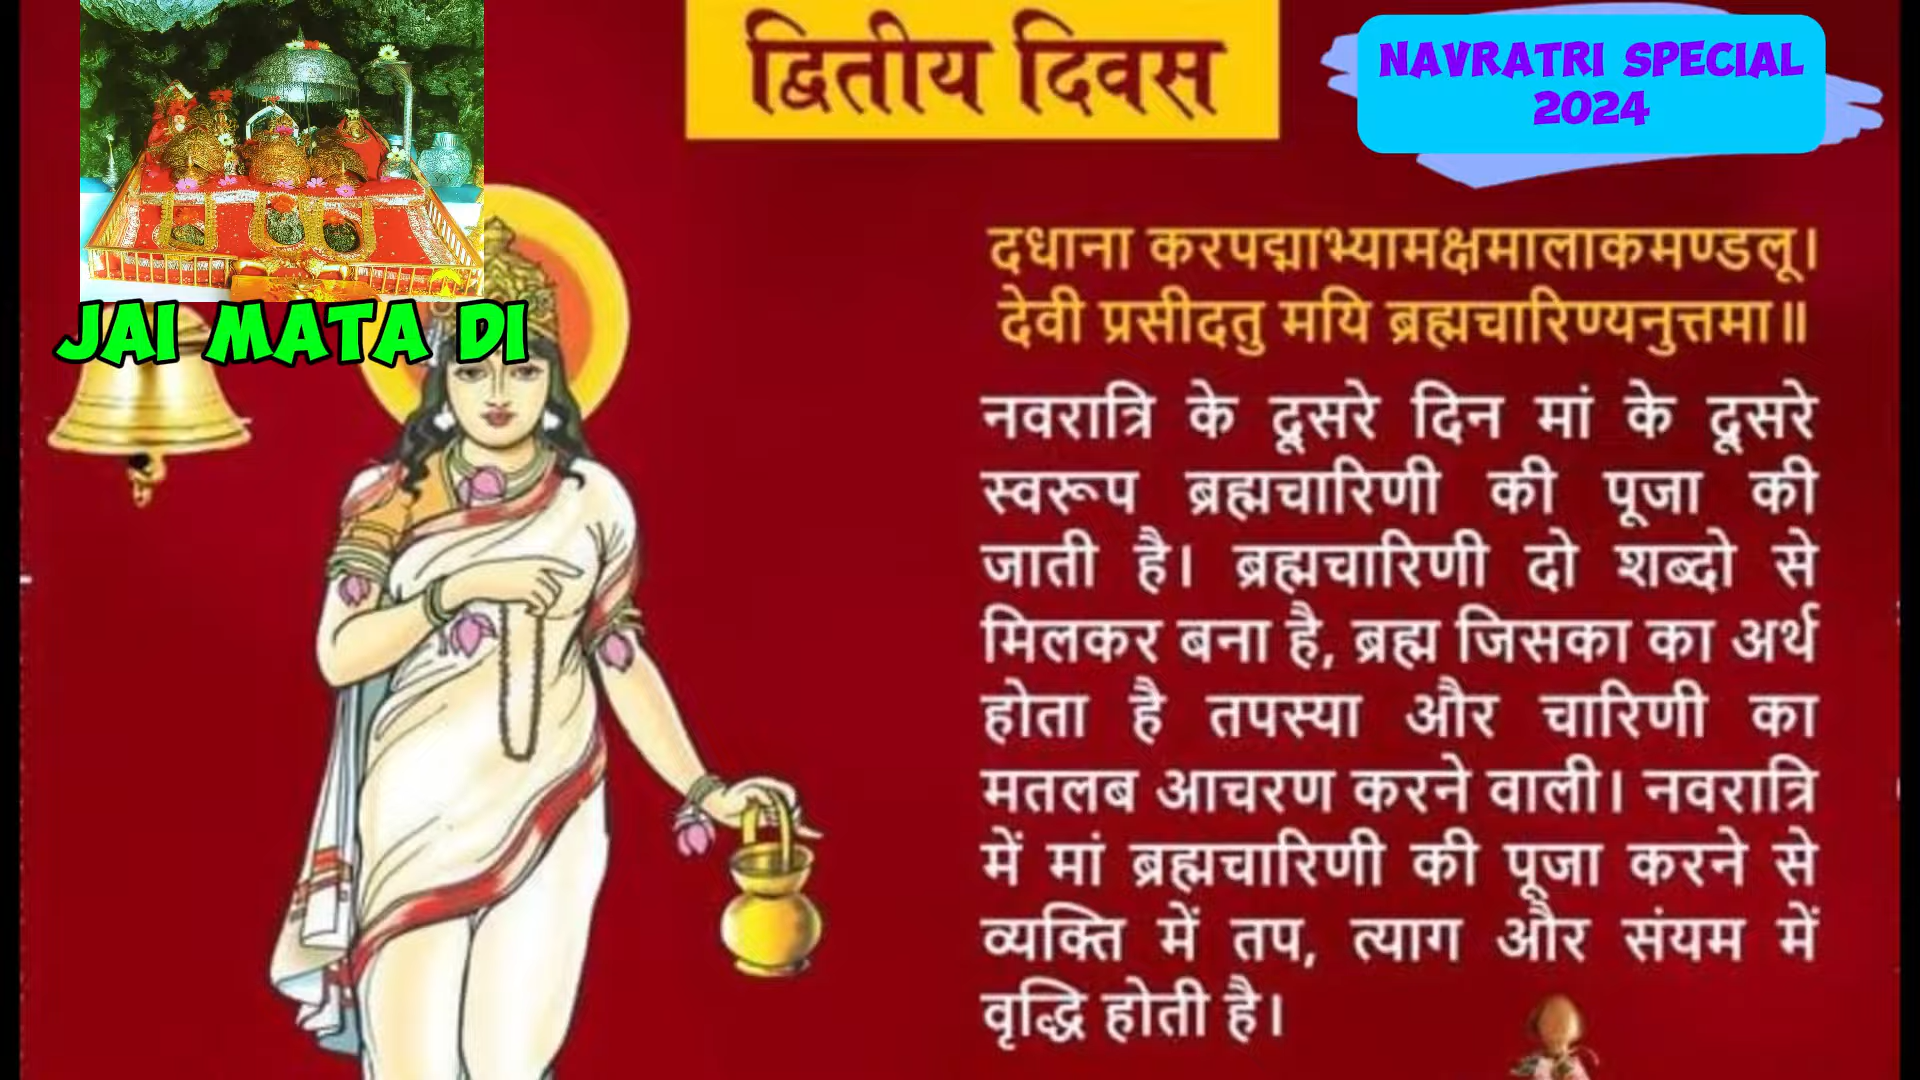 द्वितीय दिवस
NAVRATRI SPECIAL
2024
JAI MATA DI
दधाना करपद्माभ्यामक्षमालाकमण्डलू।
देवी प्रसीदतु मयि ब्रह्मचारिण्यनुत्तमा॥
नवरात्रि के दूसरे दिन मां के दूसरे
स्वरूप ब्रह्मचारिणी की पूजा की
जाती है। ब्रह्मचारिणी दो शब्दो से
मिलकर बना है, ब्रह्म जिसका का अर्थ
होता है तपस्या और चारिणी का
मतलब आचरण करने वाली। नवरात्रि
में मां ब्रह्मचारिणी की पूजा करने से
व्यक्ति में तप, त्याग और संयम में
वृद्धि होती है।